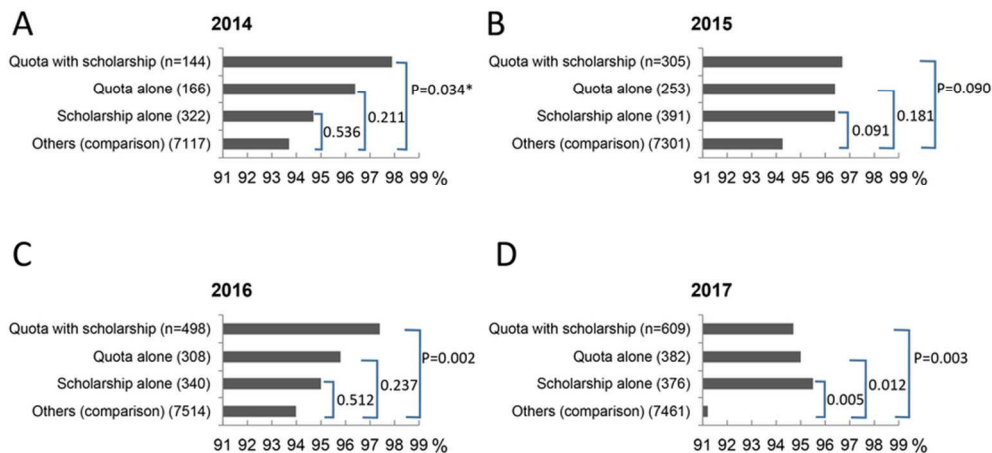 A
2014
Quota with scholarship (n=144)
Quota alone (166)
Scholarship alone (322)
Others (comparison) (7117)
P=0.034*
0.211
0.536
91 92 93 94 95 96 97 98 99 %
B
2015
Quota with scholarship (n=305)
Quota alone (253)
Scholarship alone (391)
Others (comparison) (7301)
P=0.090
0.181
0.091
91 92 93 94 95 96 97 98 99 %
C
2016
Quota with scholarship (n=498)
Quota alone (308)
Scholarship alone (340)
Others (comparison) (7514)
P=0.002
0.237
0.512
91 92 93 94 95 96 97 98 99 %
D
2017
Quota with scholarship (n=609)
Quota alone (382)
Scholarship alone (376)
Others (comparison) (7461)
P=0.003
0.012
0.005
91 92 93 94 95 96 97 98 99 %